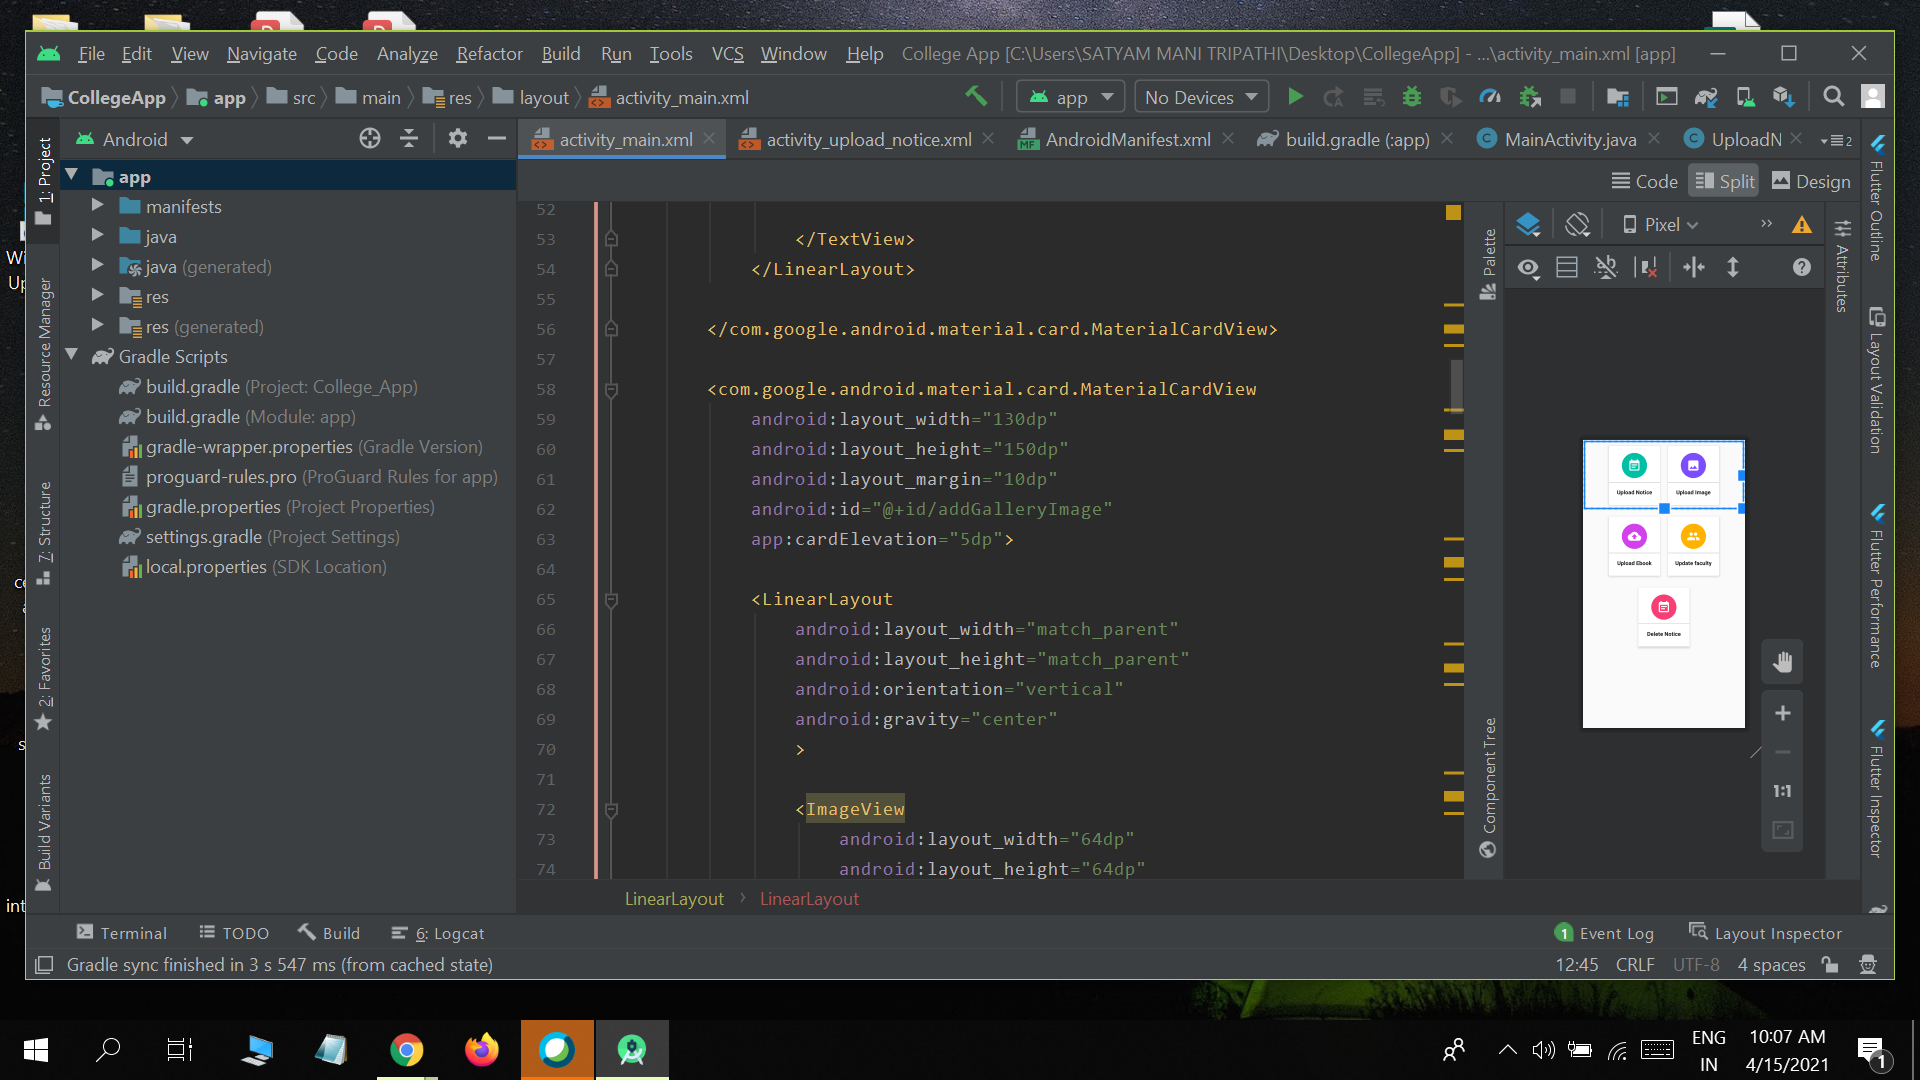 File Edit View Navigate Code Analyze Refactor Build Run Tools VCS Window Help College App [C:\Users\SATYAM MANI TRIPATHI\Desktop\CollegeApp] - ...\activity_main.xml [app]
CollegeApp app src main res layout activity_main.xml
app No Devices
Android
activity_main.xml activity_upload_notice.xml AndroidManifest.xml build.gradle (:app) MainActivity.java UploadN 2
Code Split Design
1: Project
Resource Manager
7: Structure
2: Favorites
Build Variants
app
manifests
java
java (generated)
res
res (generated)
Gradle Scripts
build.gradle (Project: College_App)
build.gradle (Module: app)
gradle-wrapper.properties (Gradle Version)
proguard-rules.pro (ProGuard Rules for app)
gradle.properties (Project Properties)
settings.gradle (Project Settings)
local.properties (SDK Location)
52
53 </TextView>
54 </LinearLayout>
55
56 </com.google.android.material.card.MaterialCardView>
57
58 <com.google.android.material.card.MaterialCardView
59 android:layout_width="130dp"
60 android:layout_height="150dp"
61 android:layout_margin="10dp"
62 android:id="@+id/addGalleryImage"
63 app:cardElevation="5dp">
64
65 <LinearLayout
66 android:layout_width="match_parent"
67 android:layout_height="match_parent"
68 android:orientation="vertical"
69 android:gravity="center"
70 >
71
72 <ImageView
73 android:layout_width="64dp"
74 android:layout_height="64dp"
LinearLayout LinearLayout
Palette
Component Tree
Pixel
Attributes
Upload Notice Upload Image
Upload Ebook Update faculty
Delete Notice
1:1
Flutter Outline
Layout Validation
Flutter Performance
Flutter Inspector
Terminal TODO Build 6: Logcat 1 Event Log Layout Inspector
Gradle sync finished in 3 s 547 ms (from cached state) 12:45 CRLF UTF-8 4 spaces
ENG
IN
10:07 AM
4/15/2021
1